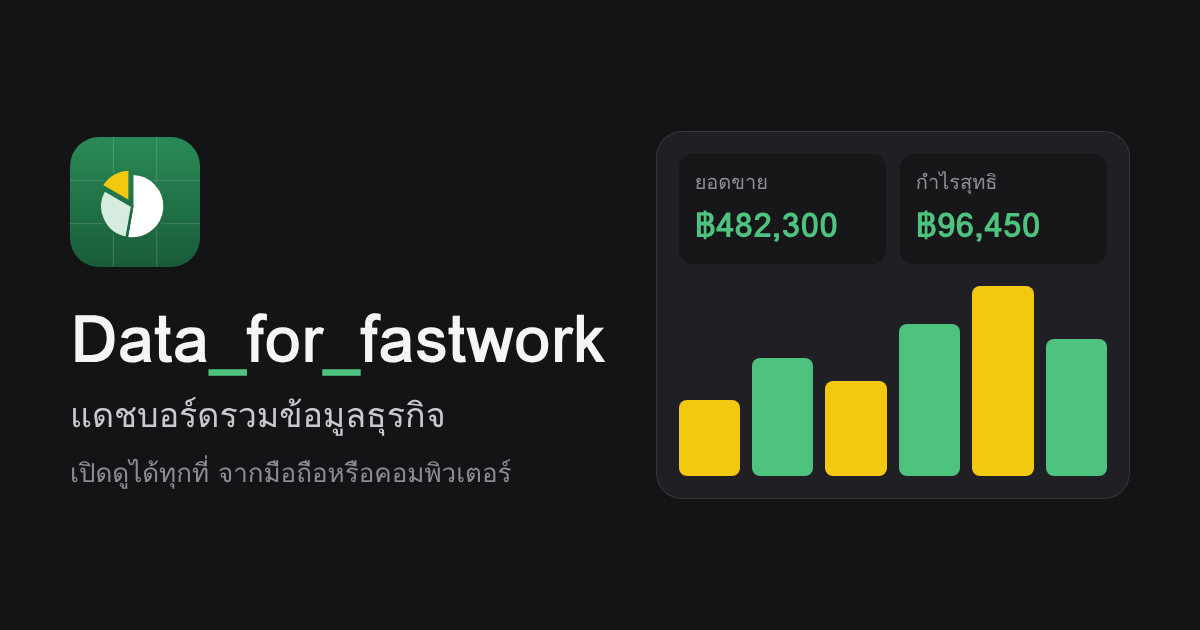 Data_for_fastwork
แดชบอร์ดรวมข้อมูลธุรกิจ
เปิดดูได้ทุกที่ จากมือถือหรือคอมพิวเตอร์
ยอดขาย
฿482,300
กำไรสุทธิ
฿96,450